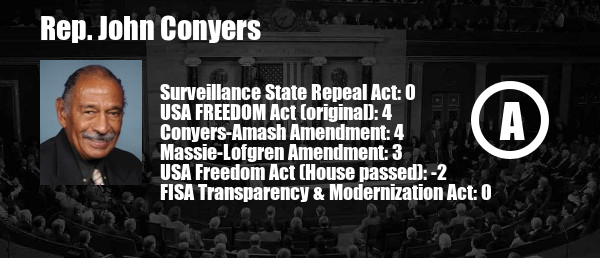 Rep. John Conyers
Surveillance State Repeal Act: 0
USA FREEDOM Act (original): 4
Conyers-Amash Amendment: 4
Massie-Lofgren Amendment: 3
USA Freedom Act (House passed): -2
FISA Transparency & Modernization Act: 0
A